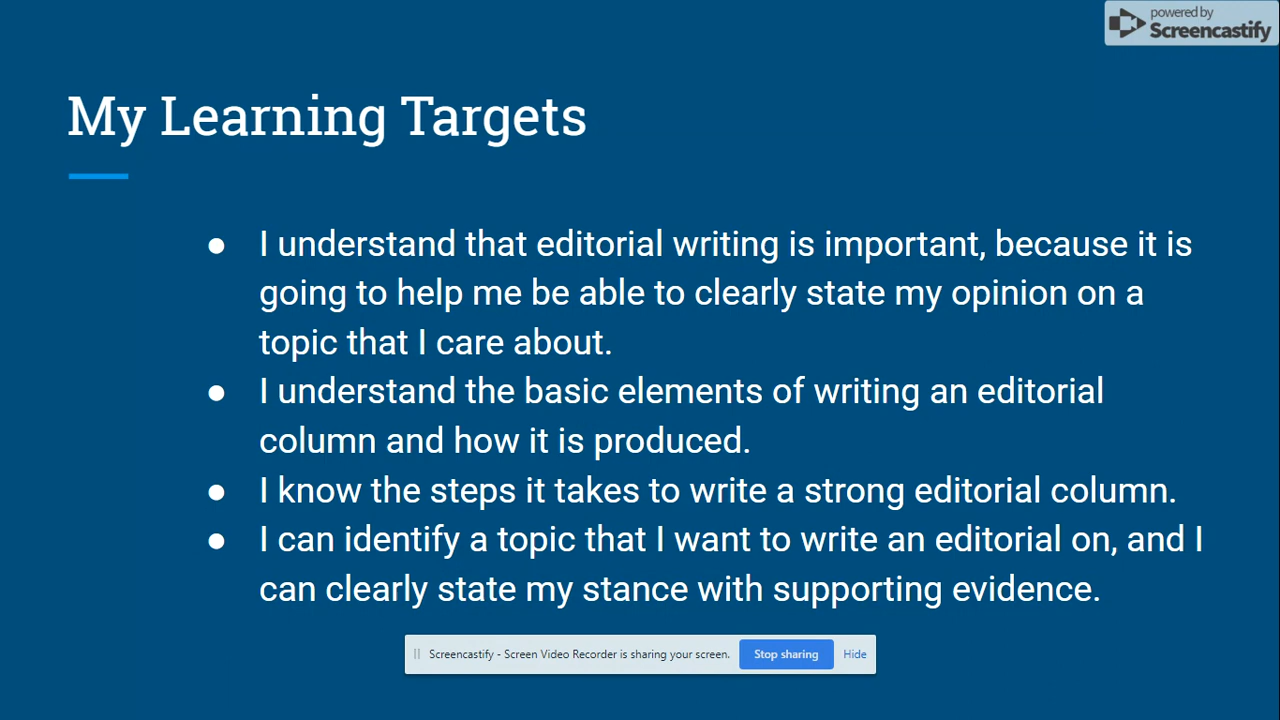 powered by
Screencastify
My Learning Targets
● I understand that editorial writing is important, because it is
going to help me be able to clearly state my opinion on a
topic that I care about.
● I understand the basic elements of writing an editorial
column and how it is produced.
● I know the steps it takes to write a strong editorial column.
● I can identify a topic that I want to write an editorial on, and I
can clearly state my stance with supporting evidence.
Screencastify - Screen Video Recorder is sharing your screen. Stop sharing Hide